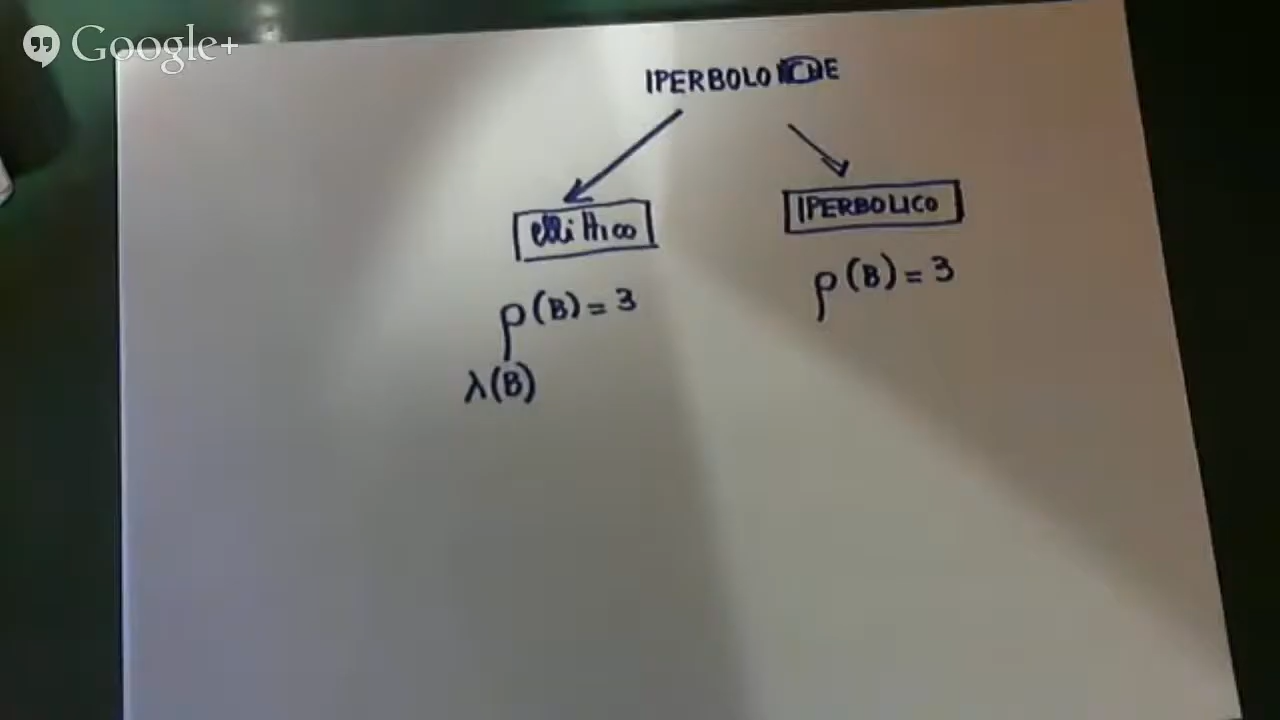 Google+
IPERBOLOICHE
ellittico
IPERBOLICO
ρ(B) = 3
ρ(B) = 3
λ(B)